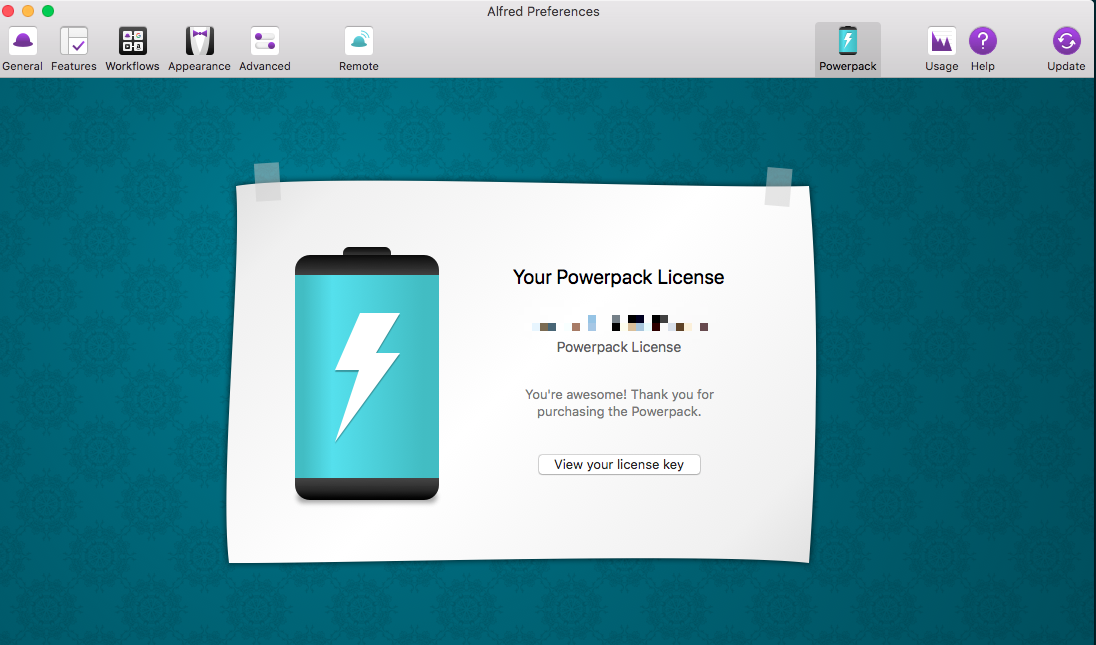 Alfred Preferences
General Features Workflows Appearance Advanced Remote Powerpack Usage Help Update
Your Powerpack License
Powerpack License
You're awesome! Thank you for
purchasing the Powerpack.
View your license key